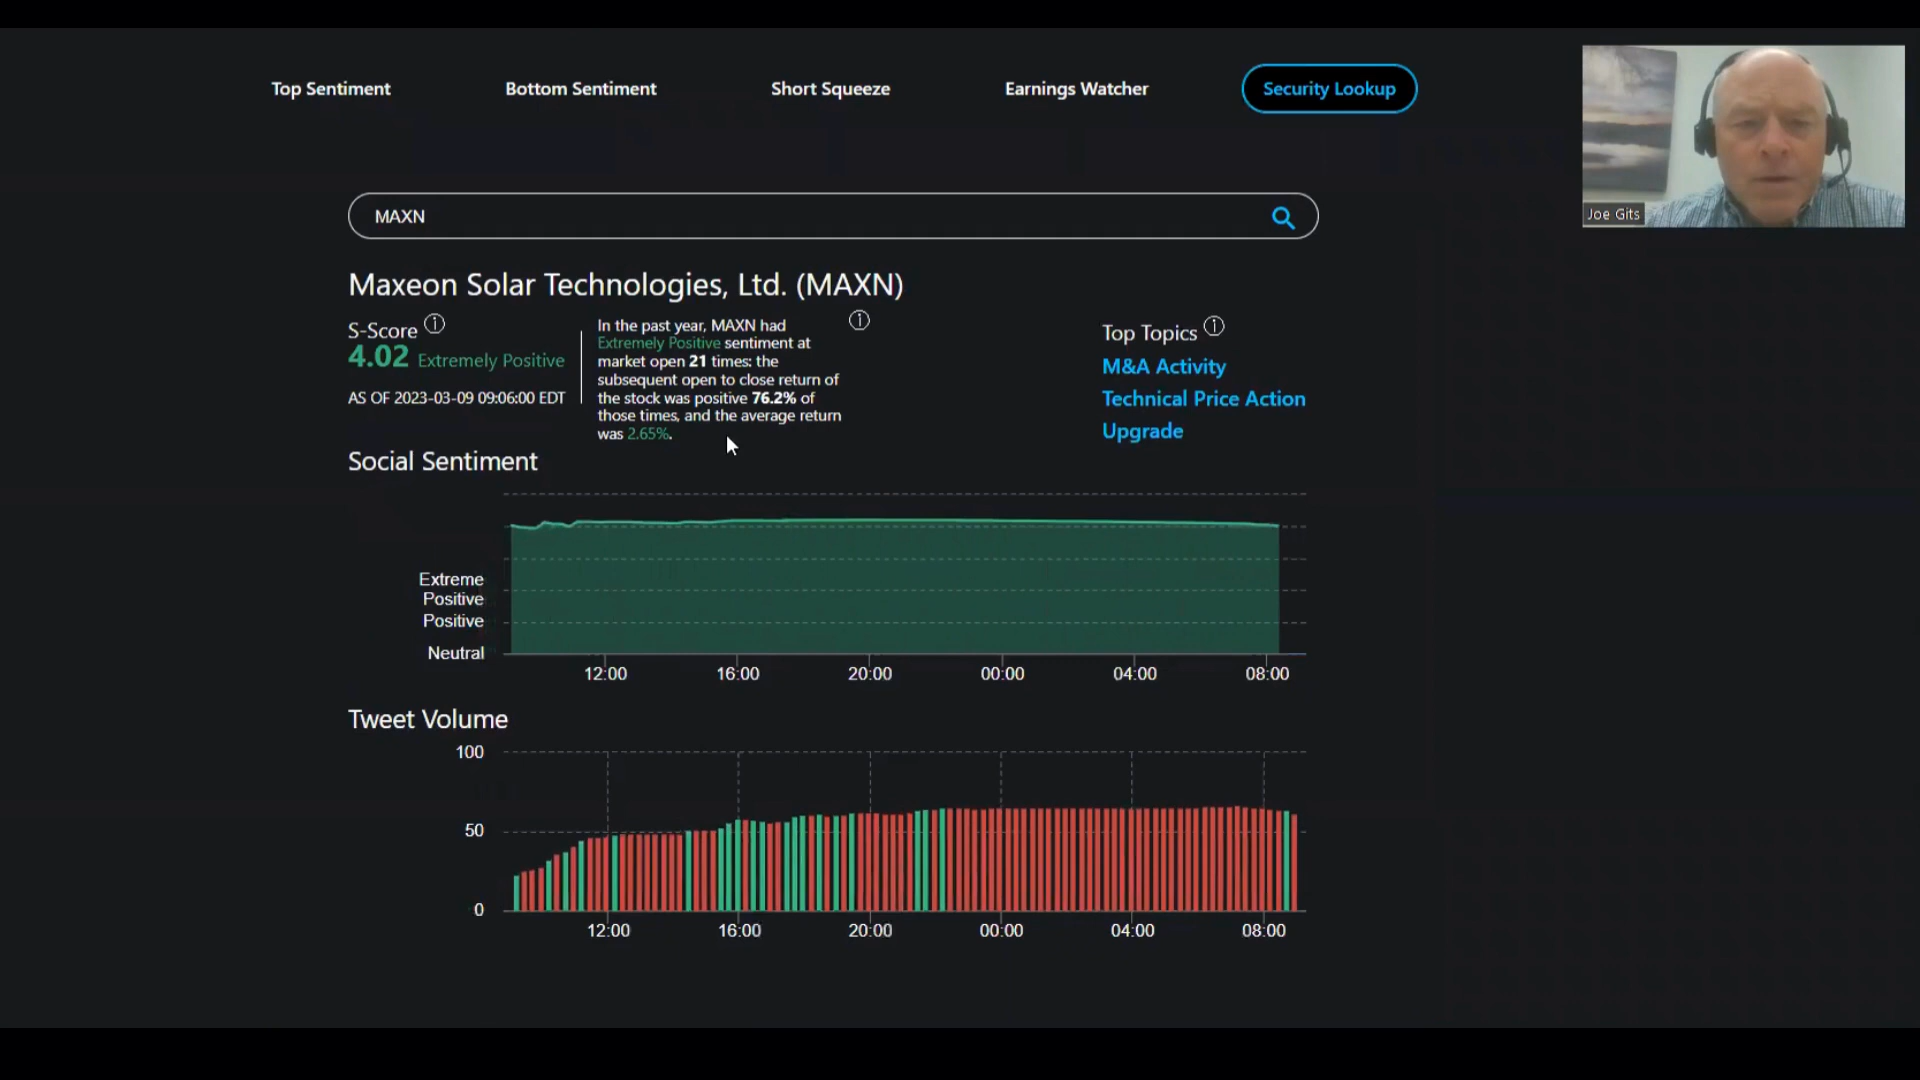 Top Sentiment
Bottom Sentiment
Short Squeeze
Earnings Watcher
Security Lookup
Joe Gits
MAXN
Maxeon Solar Technologies, Ltd. (MAXN)
S-Score
4.02 Extremely Positive
AS OF 2023-03-09 09:06:00 EDT
In the past year, MAXN had
Extremely Positive sentiment at
market open 21 times: the
subsequent open to close return of
the stock was positive 76.2% of
those times, and the average return
was 2.65%.
Top Topics
M&A Activity
Technical Price Action
Upgrade
Social Sentiment
Extreme
Positive
Positive
Neutral
12:00 16:00 20:00 00:00 04:00 08:00
Tweet Volume
100
50
0
12:00 16:00 20:00 00:00 04:00 08:00